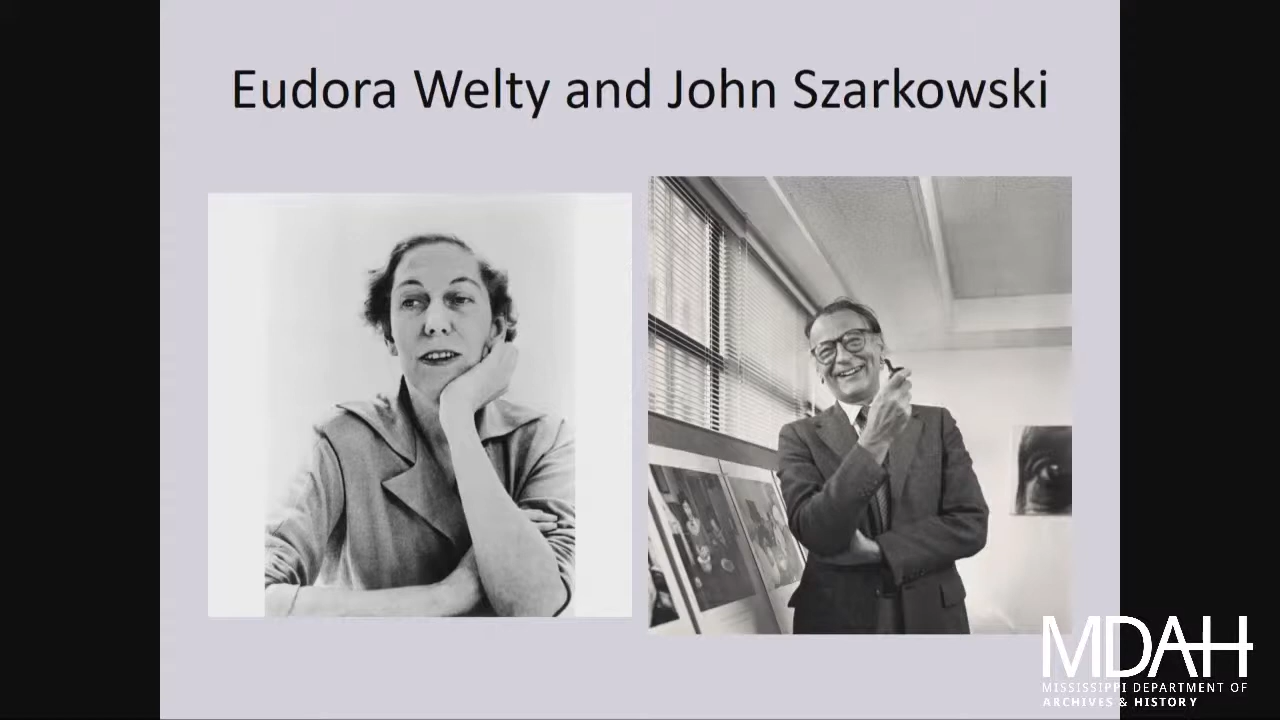 Eudora Welty and John Szarkowski
MDAH
MISSISSIPPI DEPARTMENT OF
ARCHIVES & HISTORY